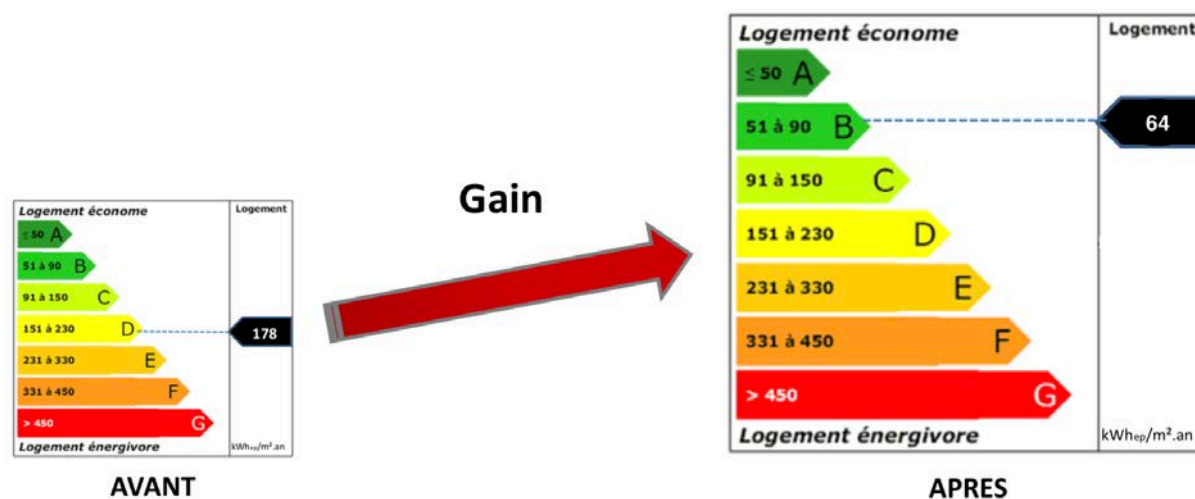 Logement économe
Logement
≤ 50 A
51 à 90 B
91 à 150 C
151 à 230 D
178
231 à 330 E
331 à 450 F
> 450 G
Logement énergivore
kWhep/m².an
AVANT
Gain
Logement économe
Logement
≤ 50 A
51 à 90 B
64
91 à 150 C
151 à 230 D
231 à 330 E
331 à 450 F
> 450 G
Logement énergivore
kWhep/m².an
APRES